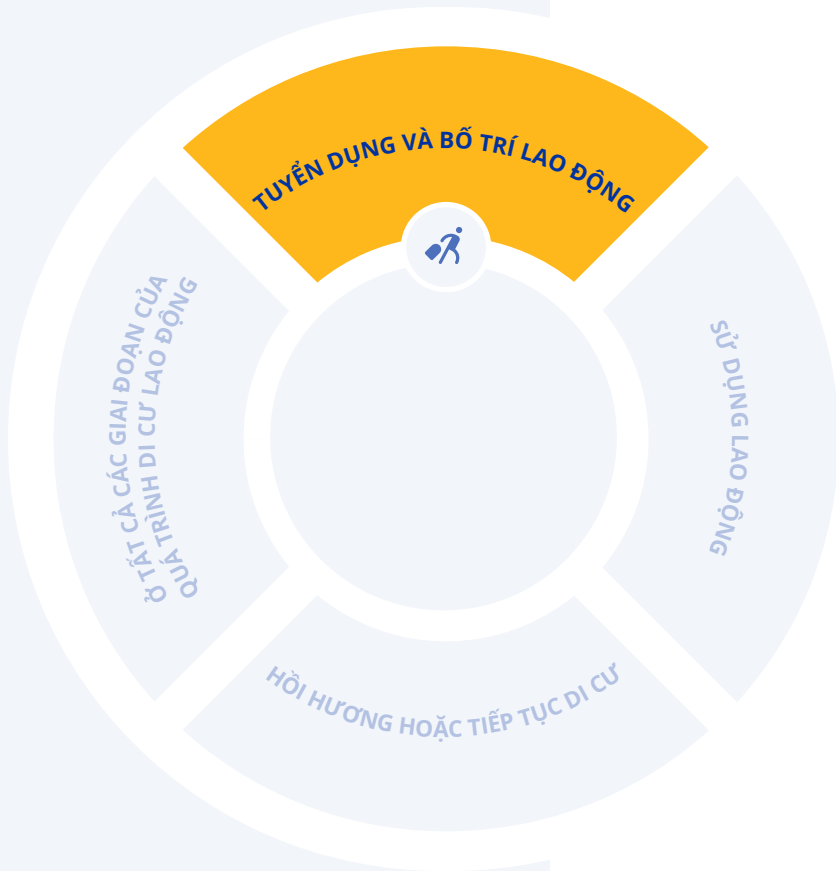 TUYỂN DỤNG VÀ BỐ TRÍ LAO ĐỘNG
SỬ DỤNG LAO ĐỘNG
HỒI HƯƠNG HOẶC TIẾP TỤC DI CƯ
Ở TẤT CẢ CÁC GIAI ĐOẠN CỦA
QUÁ TRÌNH DI CƯ LAO ĐỘNG